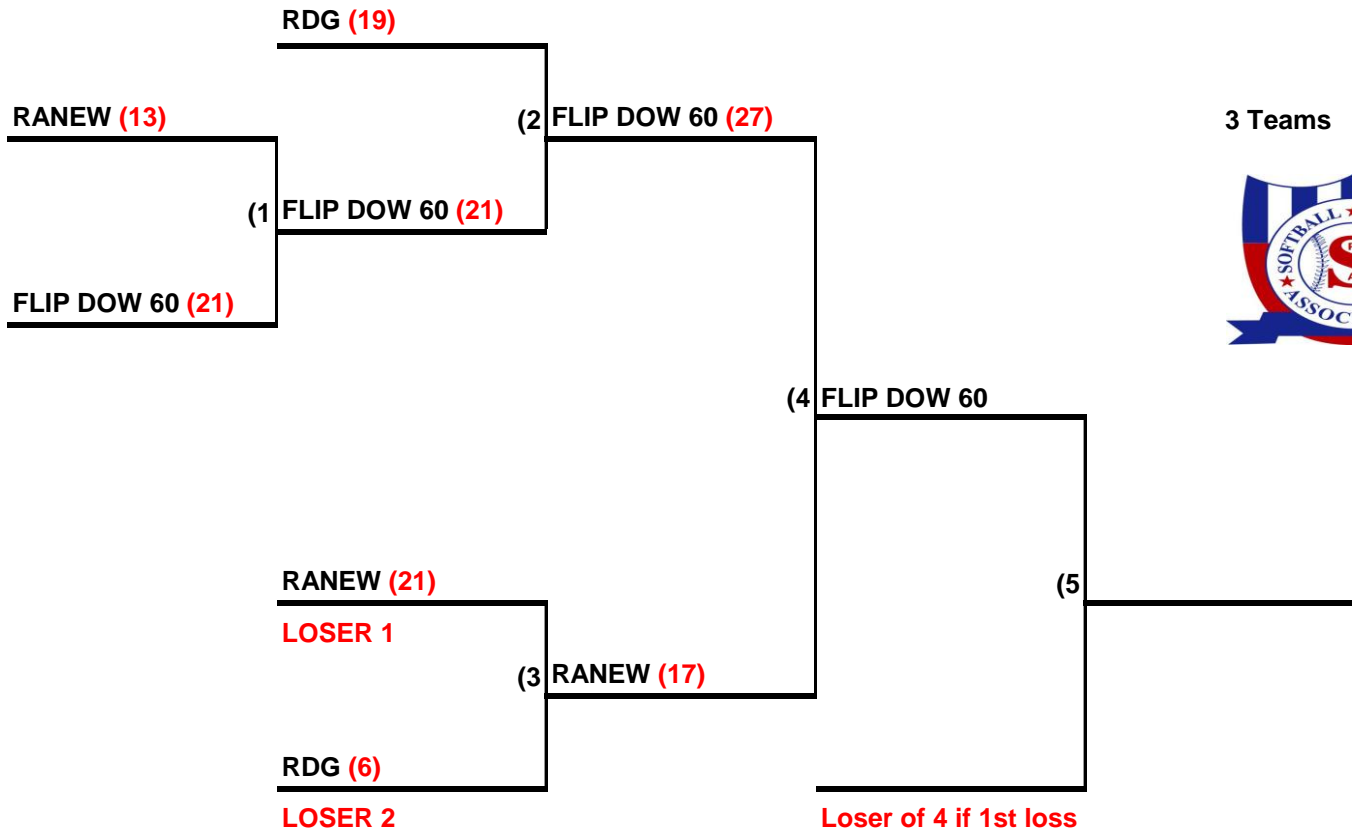 RDG (19)
RANEW (13)
(2 FLIP DOW 60 (27)
3 Teams
(1 FLIP DOW 60 (21)
SOFTBALL
FLIP DOW 60 (21)
(4 FLIP DOW 60
RANEW (21)
(5
LOSER 1
(3 RANEW (17)
RDG (6)
LOSER 2
Loser of 4 if 1st loss